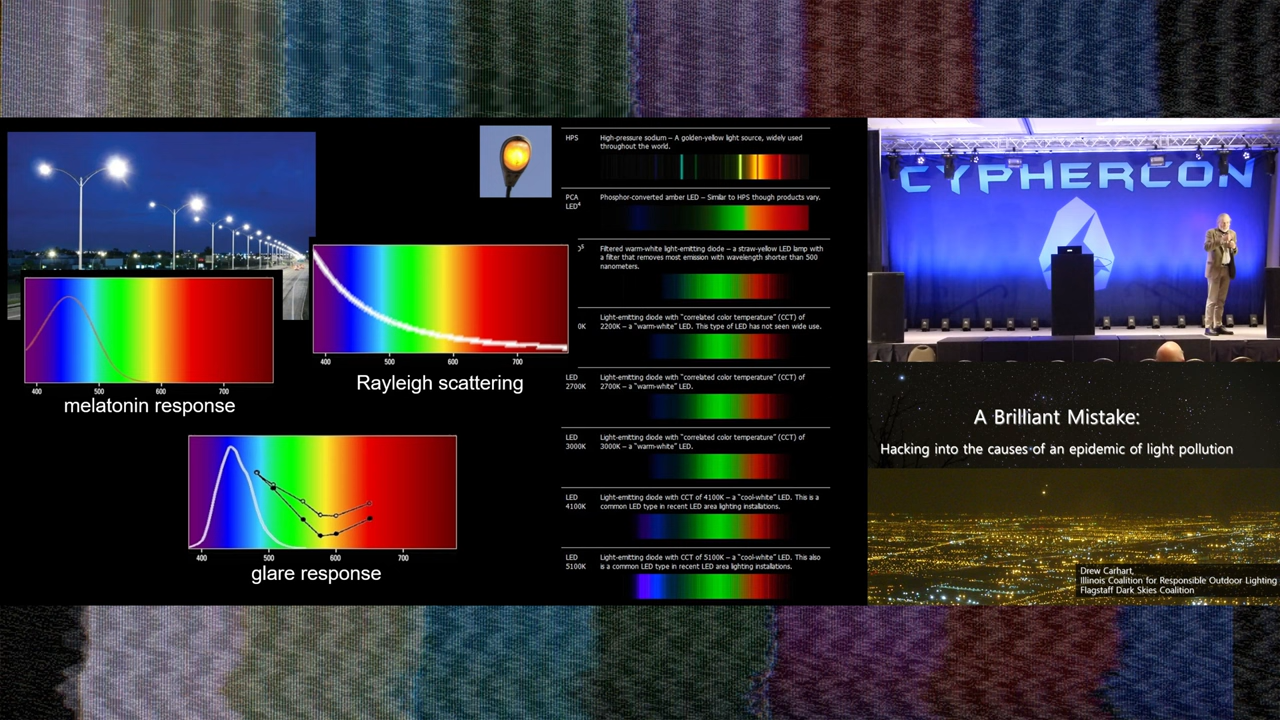 400
500
600
700
melatonin response
400
500
600
700
Rayleigh scattering
400
500
600
700
glare response
HPS
High-pressure sodium – A golden-yellow light source, widely used
throughout the world.
PCA
LED4
Phosphor-converted amber LED – Similar to HPS though products vary.
Filtered warm-white light-emitting diode – a straw-yellow LED lamp with
a filter that removes most emission with wavelength shorter than 500
nanometers.
0K
Light-emitting diode with “correlated color temperature” (CCT) of
2200K – a “warm-white” LED. This type of LED has not seen wide use.
LED
2700K
Light-emitting diode with “correlated color temperature” (CCT) of
2700K – a “warm-white” LED.
LED
3000K
Light-emitting diode with “correlated color temperature” (CCT) of
3000K – a “warm-white” LED.
LED
4100K
Light-emitting diode with CCT of 4100K – a “cool-white” LED. This is a
common LED type in recent LED area lighting installations.
LED
5100K
Light-emitting diode with CCT of 5100K – a “cool-white” LED. This also
is a common LED type in recent LED area lighting installations.
CYPHERCON
A Brilliant Mistake:
Hacking into the causes of an epidemic of light pollution
Drew Carhart,
Illinois Coalition for Responsible Outdoor Lighting
Flagstaff Dark Skies Coalition